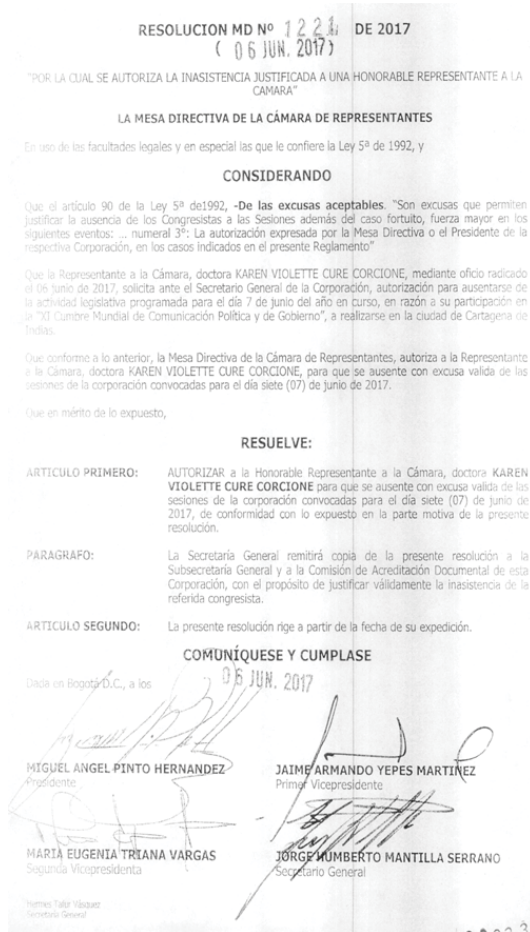 RESOLUCION MD Nº 1221 DE 2017
( 06 JUN. 2017)
"POR LA CUAL SE AUTORIZA LA INASISTENCIA JUSTIFICADA A UNA HONORABLE REPRESENTANTE A LA
CAMARA"
LA MESA DIRECTIVA DE LA CÁMARA DE REPRESENTANTES
En uso de las facultades legales y en especial las que le confiere la Ley 5ª de 1992, y
CONSIDERANDO
Que el artículo 90 de la Ley 5ª de1992, -De las excusas aceptables. "Son excusas que permiten
justificar la ausencia de los Congresistas a las Sesiones además del caso fortuito, fuerza mayor en los
siguientes eventos: ... numeral 3°: La autorización expresada por la Mesa Directiva o el Presidente de la
respectiva Corporación, en los casos indicados en el presente Reglamento"
Que la Representante a la Cámara, doctora KAREN VIOLETTE CURE CORCIONE, mediante oficio radicado
el 06 junio de 2017, solicita ante el Secretario General de la Corporación, autorización para ausentarse de
la actividad legislativa programada para el día 7 de junio del año en curso, en razón a su participación en
la "XI Cumbre Mundial de Comunicación Política y de Gobierno", a realizarse en la ciudad de Cartagena de
Indias.
Que conforme a lo anterior, la Mesa Directiva de la Cámara de Representantes, autoriza a la Representante
a la Cámara, doctora KAREN VIOLETTE CURE CORCIONE, para que se ausente con excusa valida de las
sesiones de la corporación convocadas para el día siete (07) de junio de 2017.
Que en mérito de lo expuesto,
RESUELVE:
ARTICULO PRIMERO: AUTORIZAR a la Honorable Representante a la Cámara, doctora KAREN
VIOLETTE CURE CORCIONE para que se ausente con excusa valida de las
sesiones de la corporación convocadas para el día siete (07) de junio de
2017, de conformidad con lo expuesto en la parte motiva de la presente
resolución.
PARAGRAFO: La Secretaría General remitirá copia de la presente resolución a la
Subsecretaría General y a la Comisión de Acreditación Documental de esta
Corporación, con el propósito de justificar válidamente la inasistencia de la
referida congresista.
ARTICULO SEGUNDO: La presente resolución rige a partir de la fecha de su expedición.
COMUNÍQUESE Y CUMPLASE
Dada en Bogotá D.C., a los 06 JUN. 2017
MIGUEL ANGEL PINTO HERNANDEZ JAIME ARMANDO YEPES MARTINEZ
Presidente Primer Vicepresidente
MARIA EUGENIA TRIANA VARGAS JORGE HUMBERTO MANTILLA SERRANO
Segunda Vicepresidenta Secretario General
Hermes Tafur Vásquez
Secretaría General